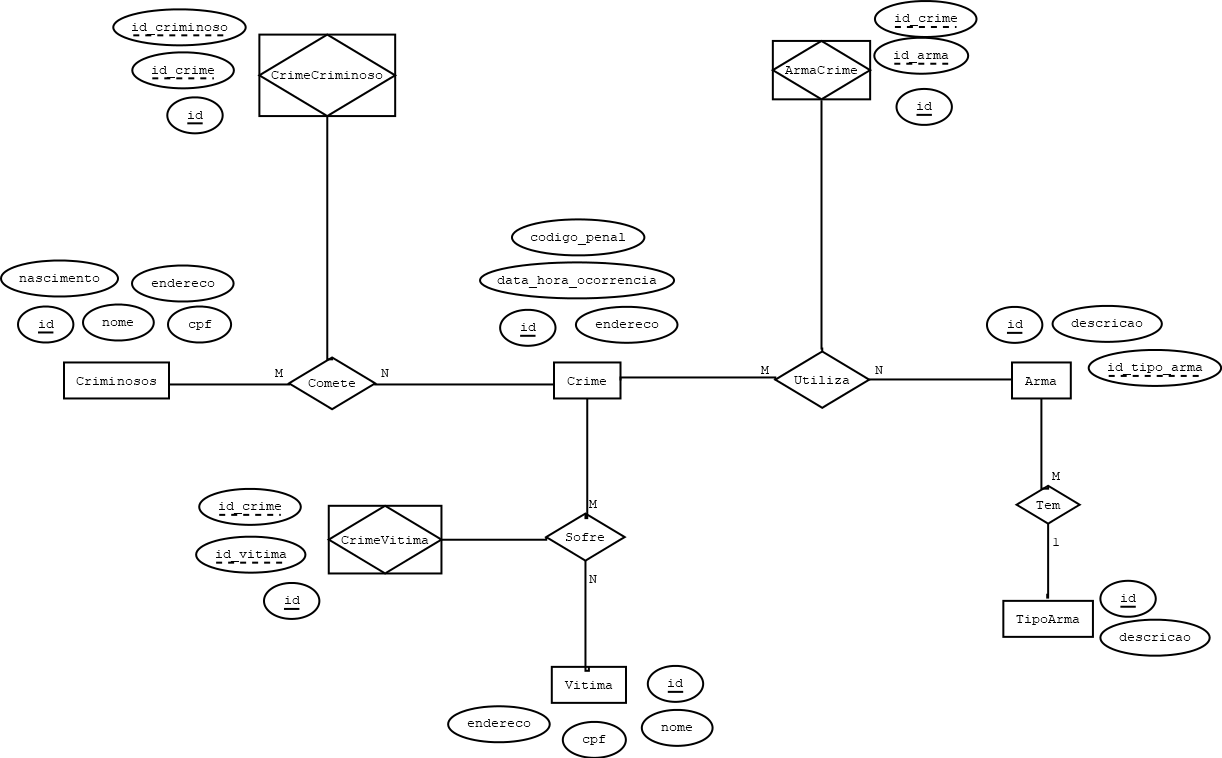 id_criminoso
id_crime
id
CrimeCriminoso
id_crime
id_arma
id
ArmaCrime
codigo_penal
data_hora_ocorrencia
id
endereco
nascimento
endereco
id
nome
cpf
id
descricao
id_tipo_arma
Criminosos
M
Comete
N
Crime
M
Utiliza
N
Arma
M
Tem
1
TipoArma
id
descricao
id_crime
id_vitima
id
CrimeVitima
M
Sofre
N
Vitima
id
nome
endereco
cpf